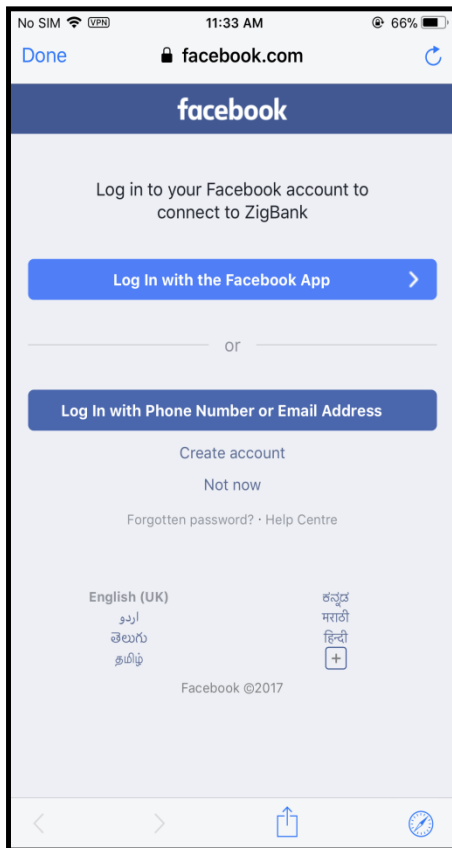 No SIM VPN 11:33 AM 66%
Done facebook.com
facebook
Log in to your Facebook account to
connect to ZigBank
Log In with the Facebook App
or
Log In with Phone Number or Email Address
Create account
Not now
Forgotten password? · Help Centre
English (UK) ಕನ್ನಡ
اردو मराठी
తెలుగు हिन्दी
தமிழ் +
Facebook ©2017